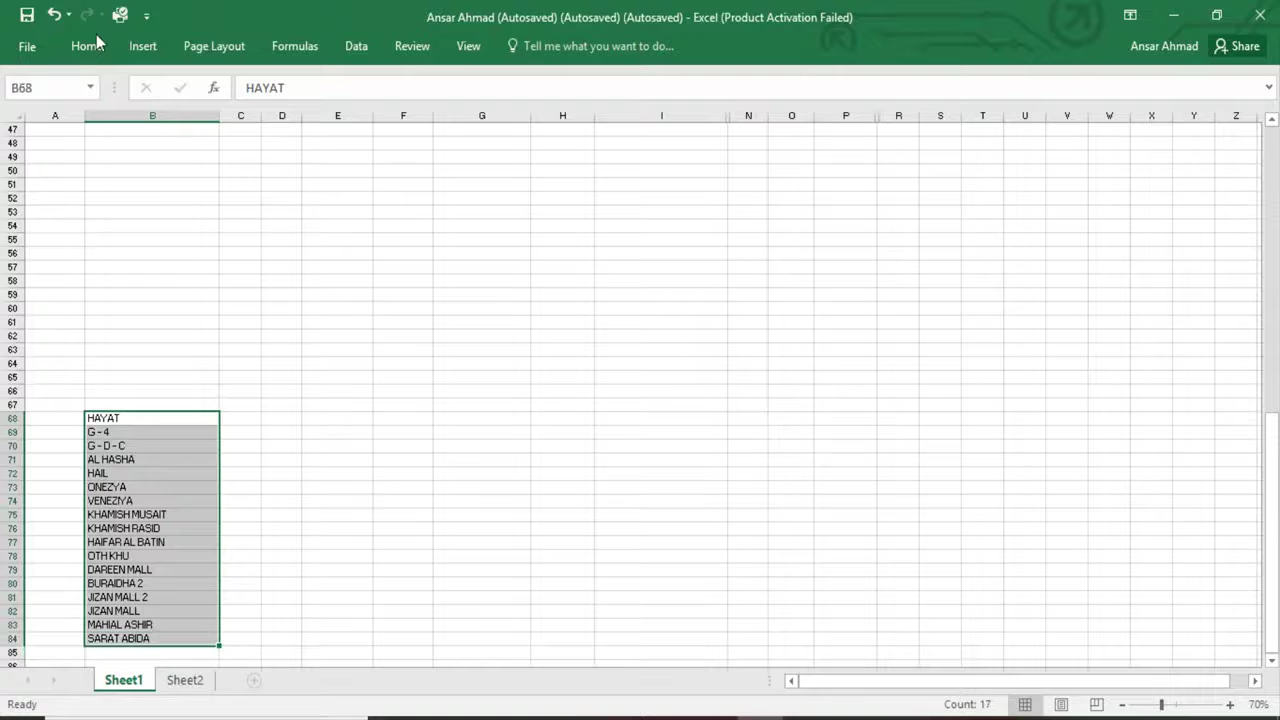 Ansar Ahmad (Autosaved) (Autosaved) (Autosaved) - Excel (Product Activation Failed)
File Home Insert Page Layout Formulas Data Review View Tell me what you want to do... Ansar Ahmad Share
B68 fx HAYAT
A B C D E F G H I N O P R S T U V W X Y Z
47
48
49
50
51
52
53
54
55
56
57
58
59
60
61
62
63
64
65
66
67
68 HAYAT
69 G - 4
70 G - D - C
71 AL HASHA
72 HAIL
73 ONEZYA
74 VENEZIYA
75 KHAMISH MUSAIT
76 KHAMISH RASID
77 HAIFAR AL BATIN
78 OTH KHU
79 DAREEN MALL
80 BURAIDHA 2
81 JIZAN MALL 2
82 JIZAN MALL
83 MAHIAL ASHIR
84 SARAT ABIDA
85
86
Sheet1 Sheet2
Ready Count: 17 70%